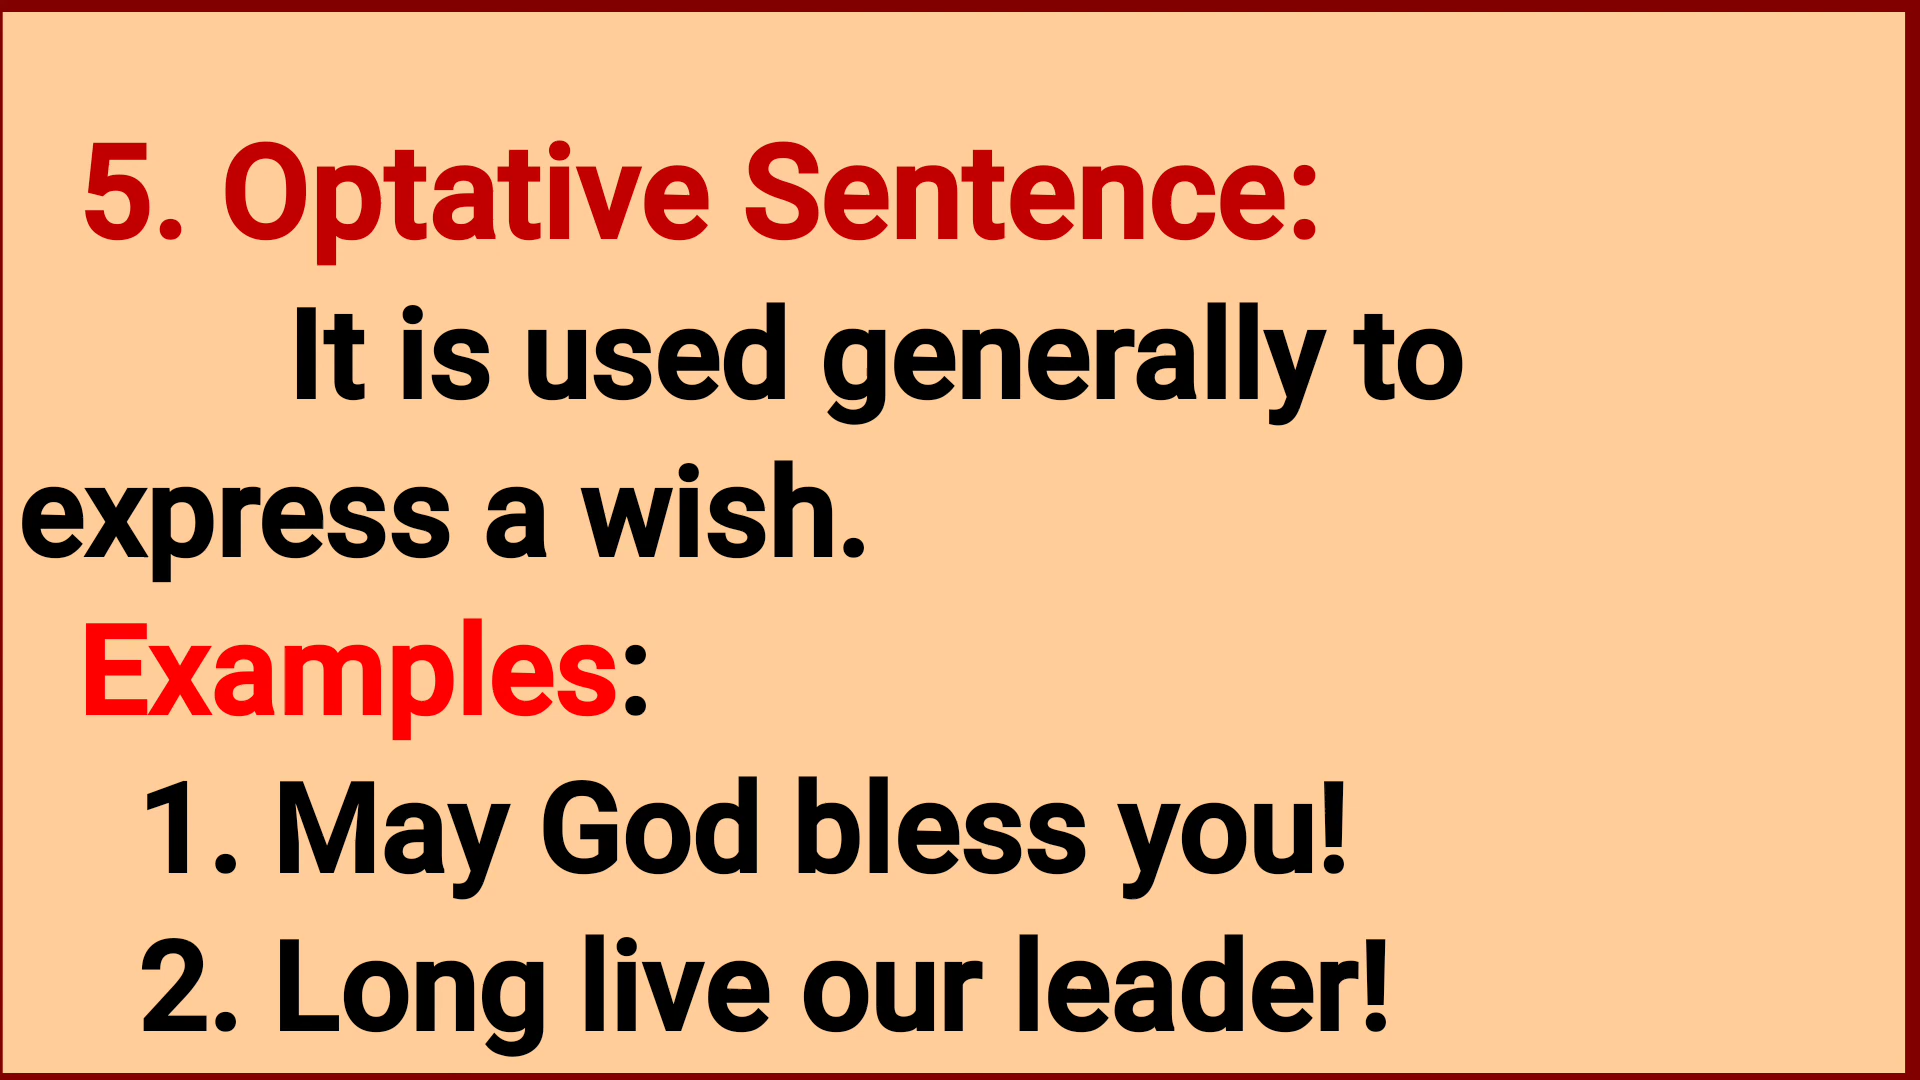 5. Optative Sentence:
It is used generally to
express a wish.
Examples:
1. May God bless you!
2. Long live our leader!